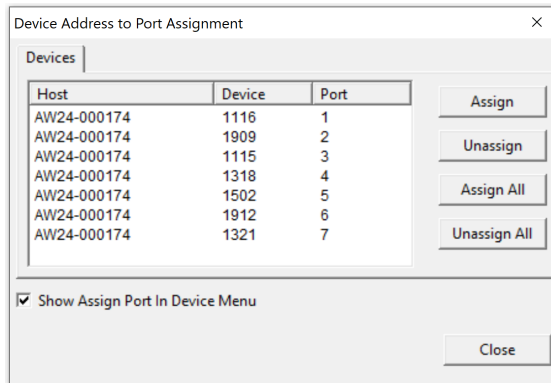 Device Address to Port Assignment
Devices
Host Device Port
AW24-000174 1116 1
AW24-000174 1909 2
AW24-000174 1115 3
AW24-000174 1318 4
AW24-000174 1502 5
AW24-000174 1912 6
AW24-000174 1321 7
Assign
Unassign
Assign All
Unassign All
Show Assign Port In Device Menu
Close